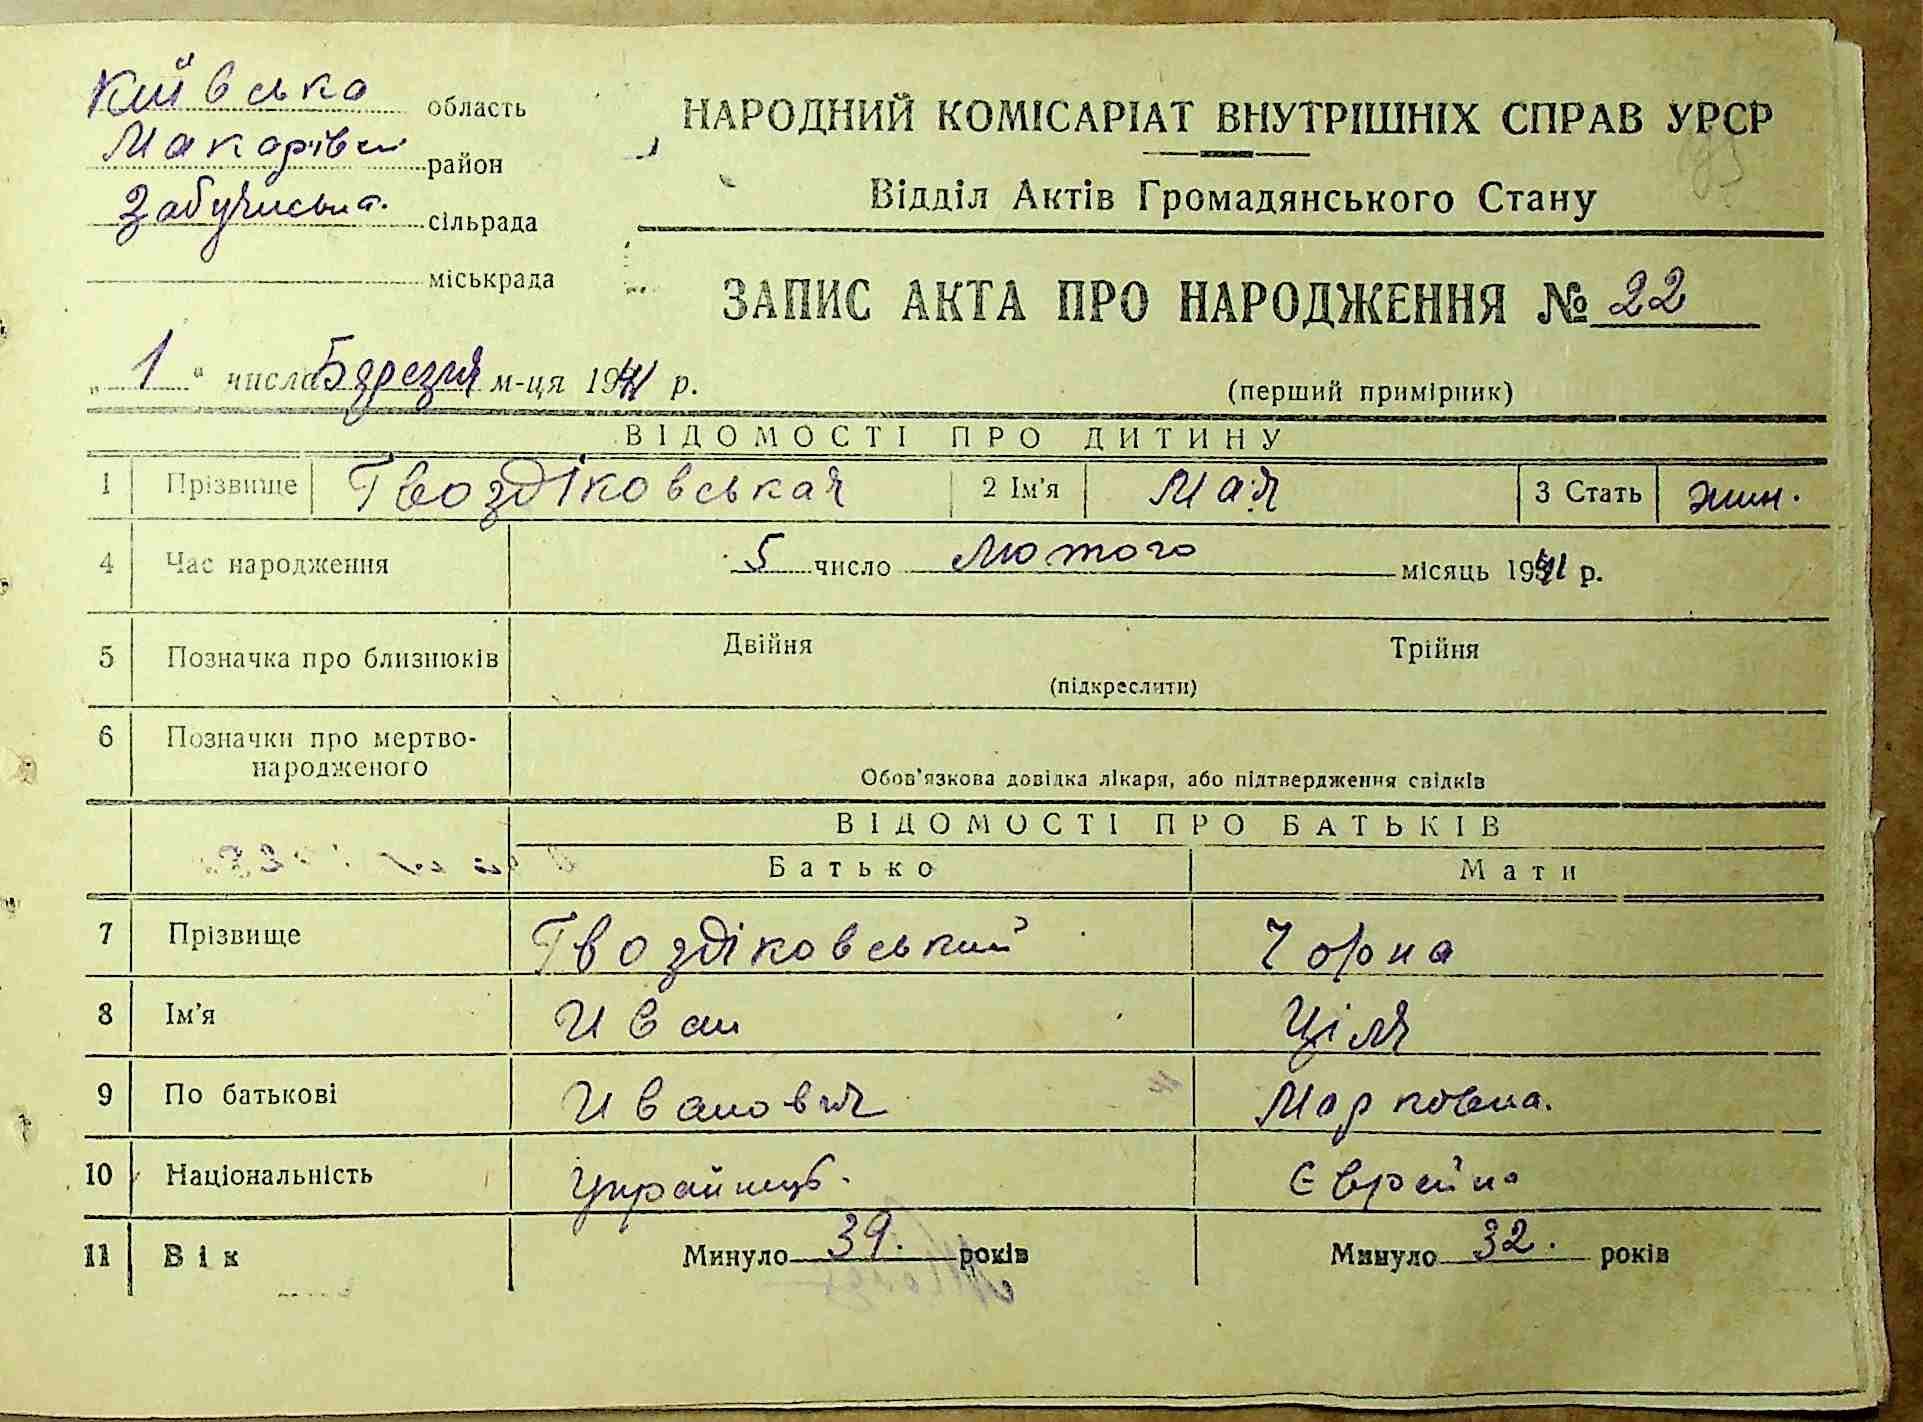 Київська область
Макарівськ район
Забучиська сільрада
міськрада
НАРОДНИЙ КОМІСАРІАТ ВНУТРІШНІХ СПРАВ УРСР
Відділ Актів Громадянського Стану
ЗАПИС АКТА ПРО НАРОДЖЕННЯ № 22
„1" числа Березня м-ця 1941 р.
(перший примірник)
ВІДОМОСТІ ПРО ДИТИНУ
1 Прізвище Гвоздіковськая 2 Ім'я Мая 3 Стать жин.
4 Час народження 5 число Лютого місяць 1941 р.
5 Позначка про близнюків Двійня Трійня
(підкреслити)
6 Позначки про мертво-
народженого
Обов'язкова довідка лікаря, або підтвердження свідків
ВІДОМОСТІ ПРО БАТЬКІВ
Батько Мати
7 Прізвище Гвоздіковський Чорна
8 Ім'я Иван Ціля
9 По батькові Иванович Марковна.
10 Національність Українець. Єврейка
11 Вік Минуло 39. років Минуло 32. років